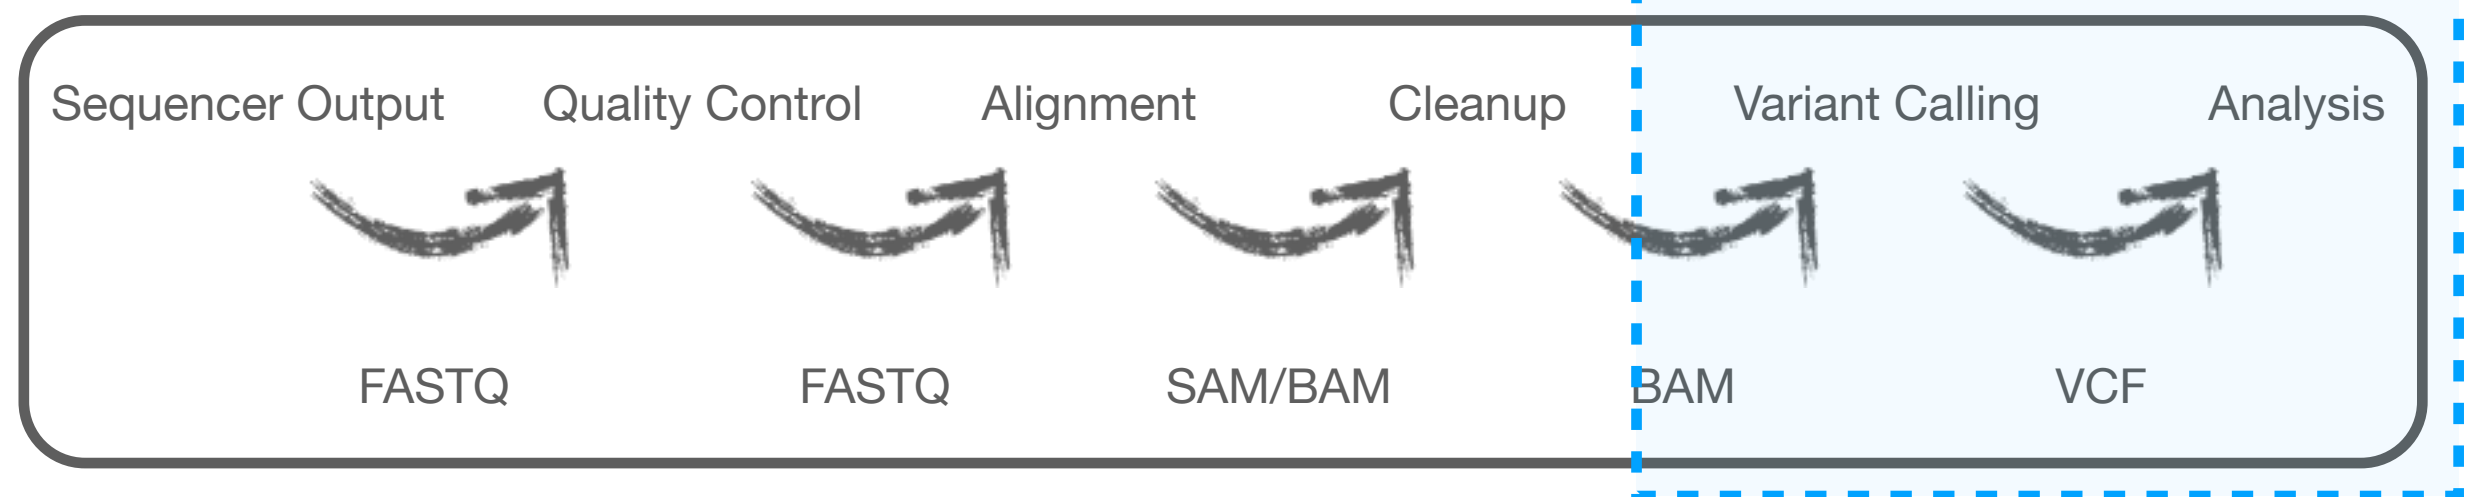 Sequencer Output Quality Control Alignment Cleanup Variant Calling Analysis
FASTQ FASTQ SAM/BAM BAM VCF